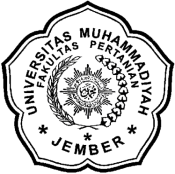 UNIVERSITAS MUHAMMADIYAH
FAKULTAS PERTANIAN
* JEMBER *
*